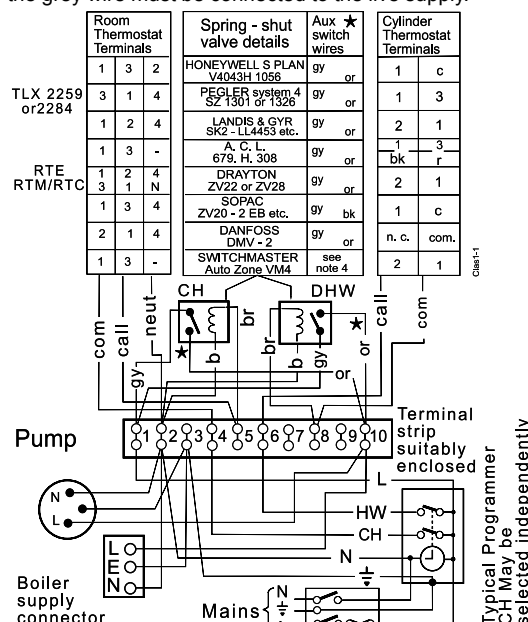 the grey wire must be connected to the live supply.
Room Thermostat Terminals
Spring - shut valve details
Aux ★ switch wires
Cylinder Thermostat Terminals
1 3 2 HONEYWELL S PLAN V4043H 1056 gy or 1 c
TLX 2259 or2284 3 1 4 PEGLER system 4 SZ 1301 or 1326 gy or 1 3
1 2 4 LANDIS & GYR SK2 - LL4453 etc. gy or 2 1
1 3 - A. C. L. 679. H. 308 gy or 1 3 bk r
RTE 1 2 4 DRAYTON gy
RTM/RTC 3 1 N ZV22 or ZV28 or 2 1
1 3 4 SOPAC ZV20 - 2 EB etc. gy bk 1 c
2 1 4 DANFOSS DMV - 2 gy or n. c. com.
1 3 - SWITCHMASTER Auto Zone VM4 see note 4 2 1
Clas1-1
CH DHW
com call neut gy ★ b br br b gy ★ or call com
or
1 2 3 4 5 6 7 8 9 10
Terminal strip suitably enclosed
Pump
N
L
L
HW
CH
N
L
E
N
Boiler supply connector
Mains N
Typical Programmer
CH May be
selected independently